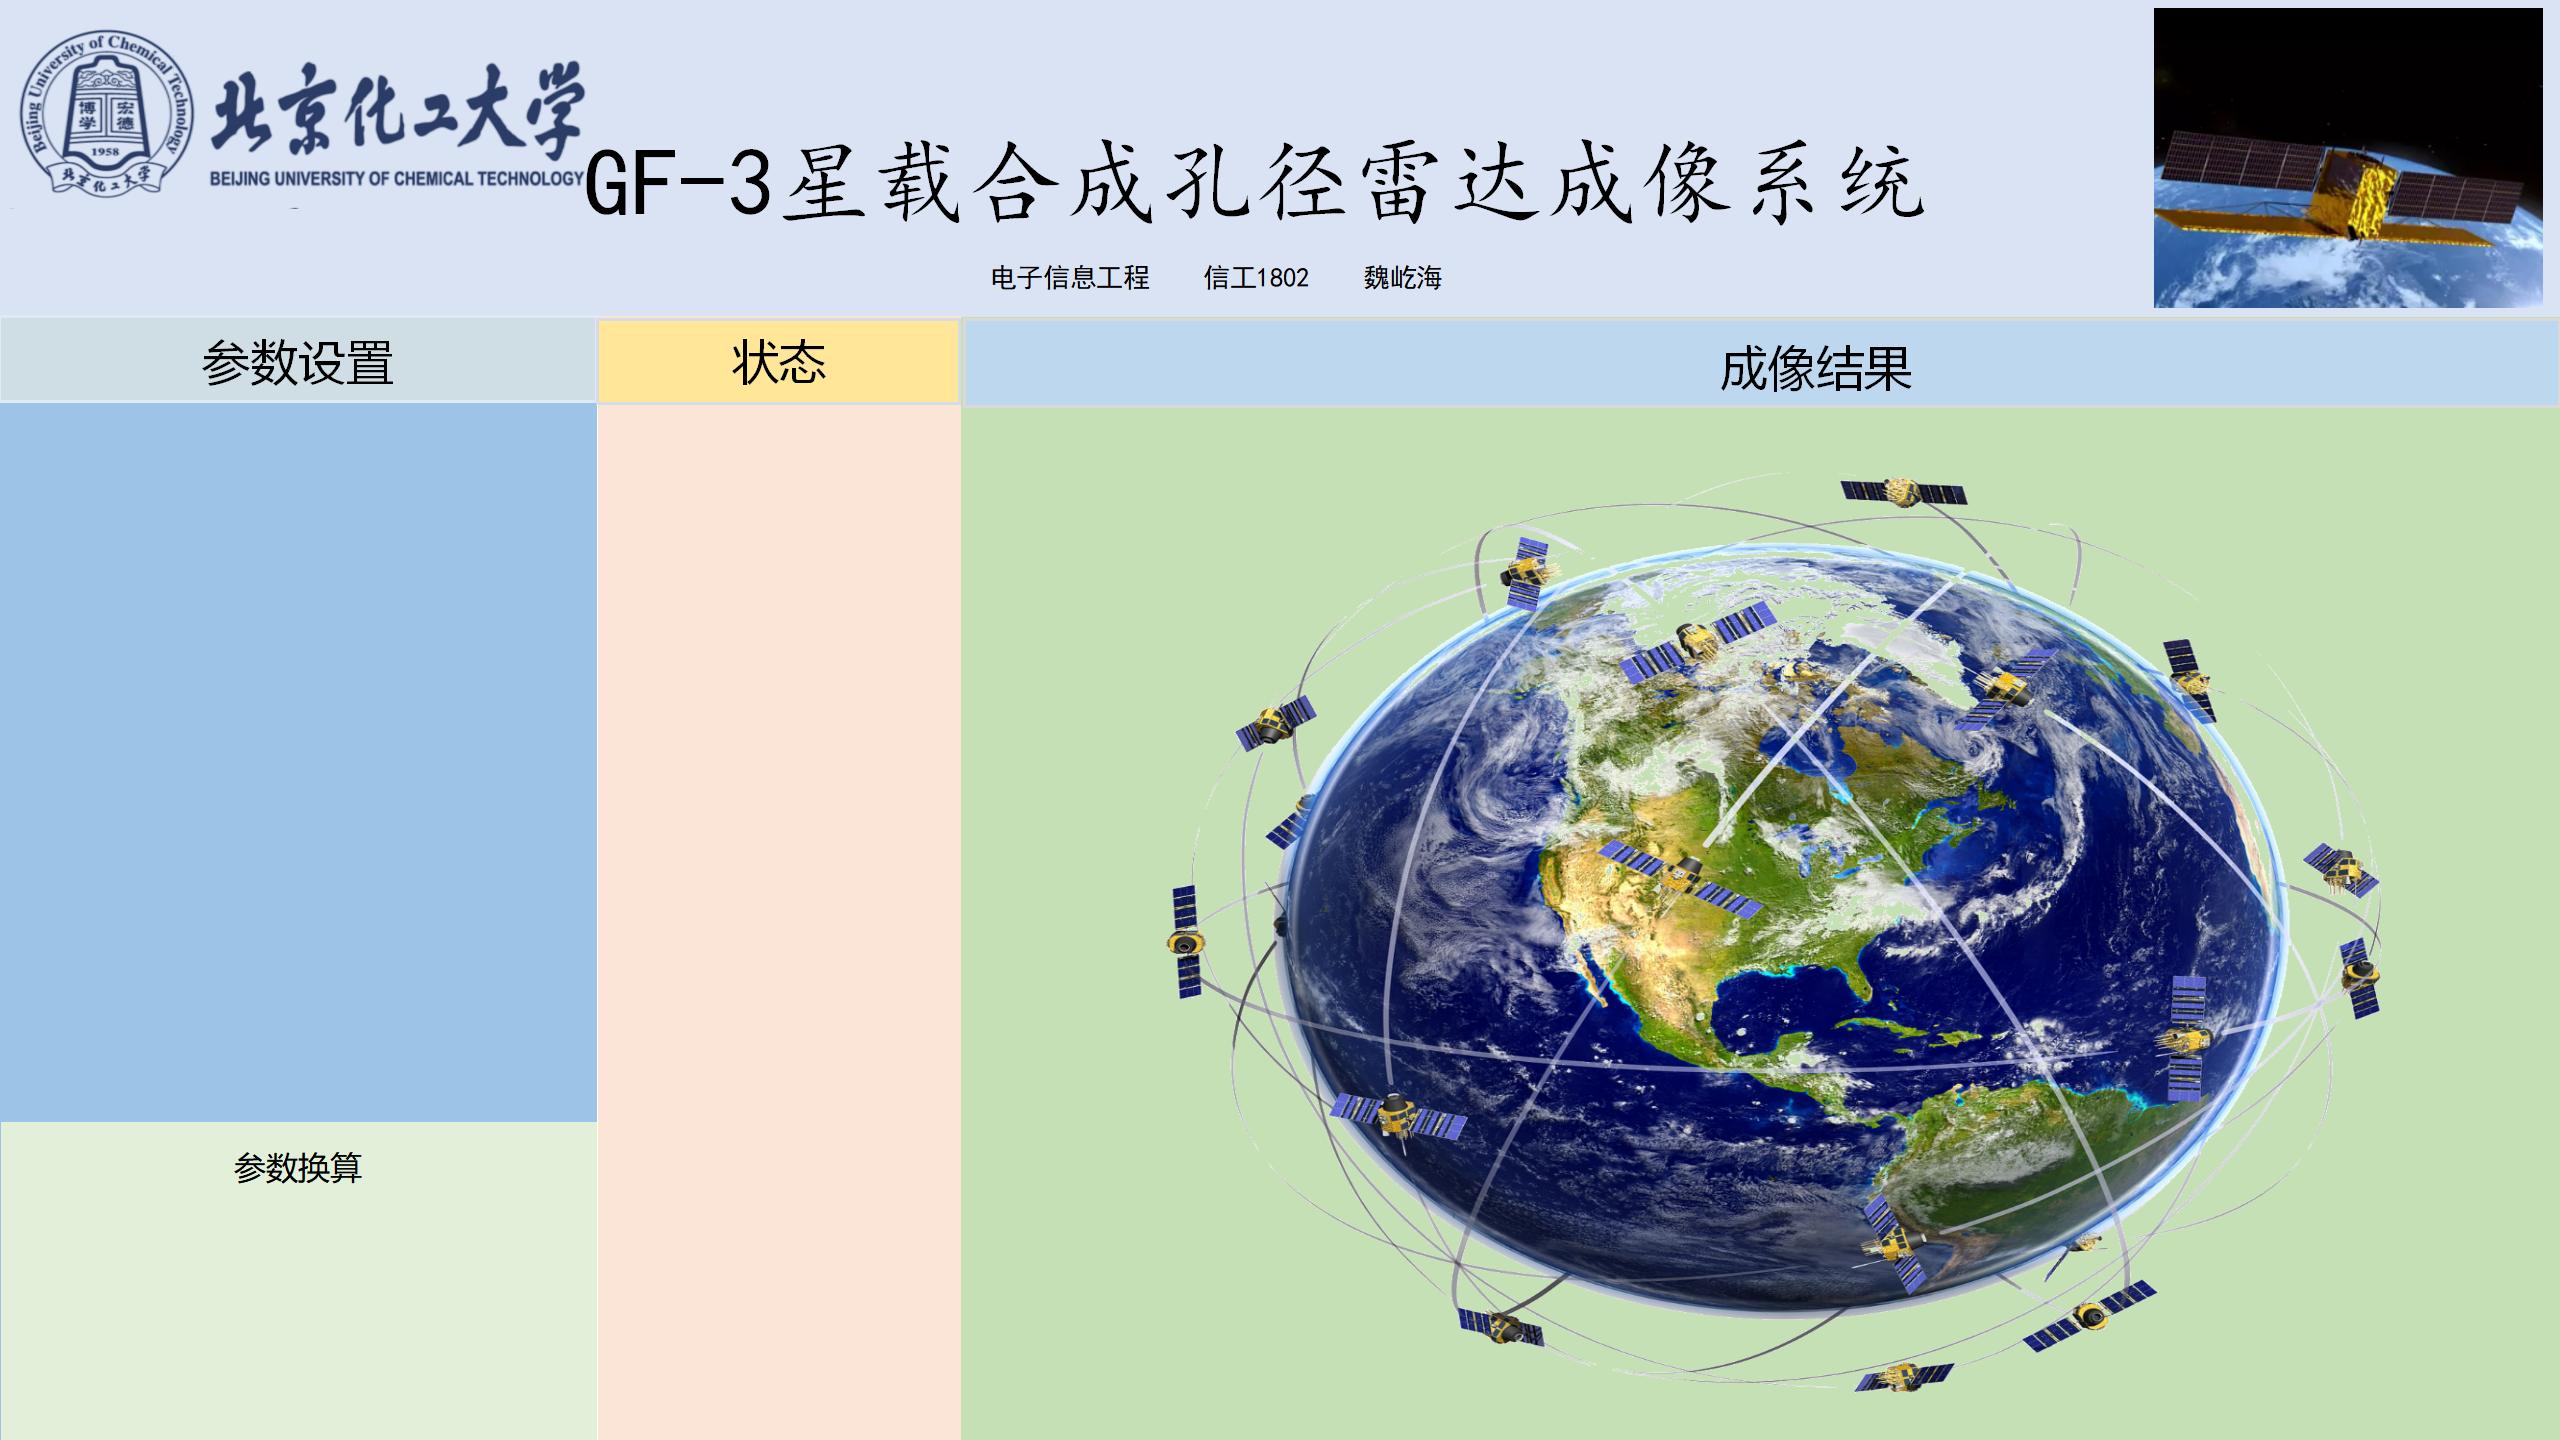 Beijing University of Chemical Technology
博学 宏德
1958
北京化工大学
北京化工大学
BEIJING UNIVERSITY OF CHEMICAL TECHNOLOGY
GF-3星载合成孔径雷达成像系统
电子信息工程 信工1802 魏屹海
参数设置
状态
成像结果
参数换算